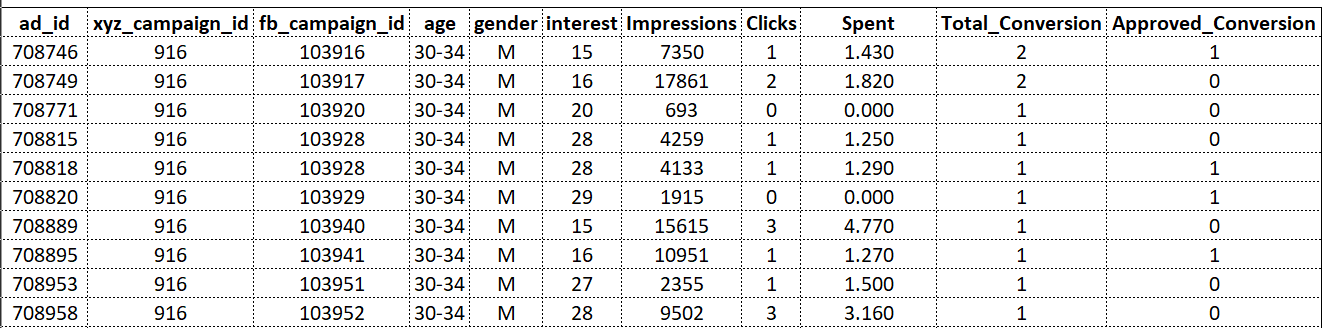 ad_id xyz_campaign_id fb_campaign_id age gender interest Impressions Clicks Spent Total_Conversion Approved_Conversion
708746 916 103916 30-34 M 15 7350 1 1.430 2 1
708749 916 103917 30-34 M 16 17861 2 1.820 2 0
708771 916 103920 30-34 M 20 693 0 0.000 1 0
708815 916 103928 30-34 M 28 4259 1 1.250 1 0
708818 916 103928 30-34 M 28 4133 1 1.290 1 1
708820 916 103929 30-34 M 29 1915 0 0.000 1 1
708889 916 103940 30-34 M 15 15615 3 4.770 1 0
708895 916 103941 30-34 M 16 10951 1 1.270 1 1
708953 916 103951 30-34 M 27 2355 1 1.500 1 0
708958 916 103952 30-34 M 28 9502 3 3.160 1 0